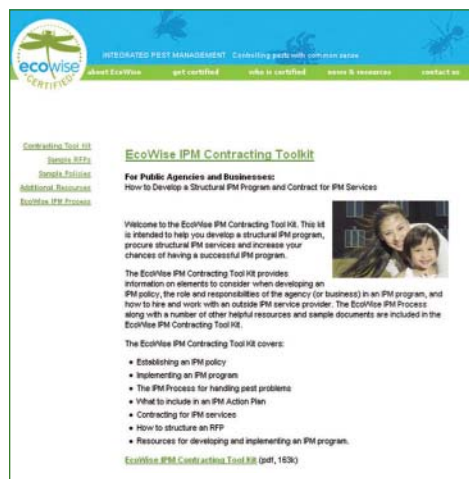 ecowise
CERTIFIED
INTEGRATED PEST MANAGEMENT Controlling pests with common sense
about EcoWise get certified who is certified news & resources contact us
Contracting Tool Kit
Sample RFPs
Sample Policies
Additional Resources
EcoWise IPM Process
EcoWise IPM Contracting Toolkit
For Public Agencies and Businesses:
How to Develop a Structural IPM Program and Contract for IPM Services
Welcome to the EcoWise IPM Contracting Tool Kit. This kit
is intended to help you develop a structural IPM program,
procure structural IPM services and increase your
chances of having a successful IPM program.
The EcoWise IPM Contracting Tool Kit provides
information on elements to consider when developing an
IPM policy, the role and responsibilities of the agency (or business) in an IPM program, and
how to hire and work with an outside IPM service provider. The EcoWise IPM Process
along with a number of other helpful resources and sample documents are included in the
EcoWise IPM Contracting Tool Kit.
The EcoWise IPM Contracting Tool Kit covers:
• Establishing an IPM policy
• Implementing an IPM program
• The IPM Process for handling pest problems
• What to include in an IPM Action Plan
• Contracting for IPM services
• How to structure an RFP
• Resources for developing and implementing an IPM program.
EcoWise IPM Contracting Tool Kit (pdf, 163k)